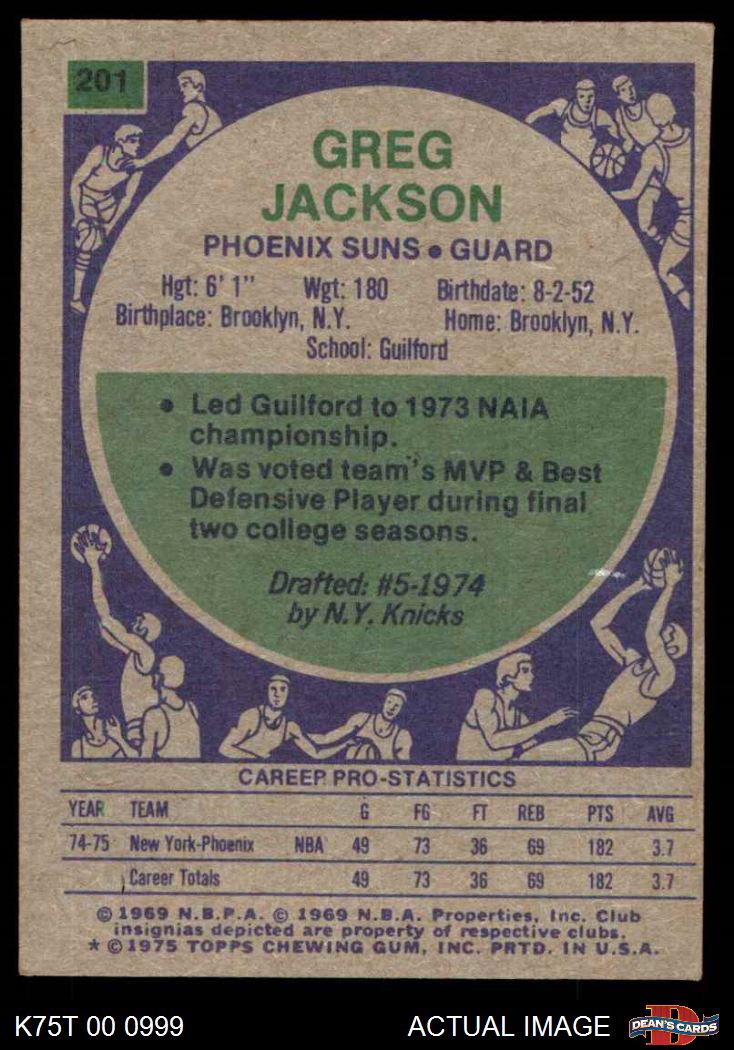 201
GREG
JACKSON
PHOENIX SUNS • GUARD
Hgt: 6' 1" Wgt: 180 Birthdate: 8-2-52
Birthplace: Brooklyn, N.Y. Home: Brooklyn, N.Y.
School: Guilford
• Led Guilford to 1973 NAIA
championship.
• Was voted team's MVP & Best
Defensive Player during final
two college seasons.
Drafted: #5-1974
by N.Y. Knicks
CAREER PRO-STATISTICS
YEAR TEAM G FG FT REB PTS AVG
74-75 New York-Phoenix NBA 49 73 36 69 182 3.7
Career Totals 49 73 36 69 182 3.7
© 1969 N.B.P.A. © 1969 N.B.A. Properties, Inc. Club
insignias depicted are property of respective clubs.
* © 1975 TOPPS CHEWING GUM, INC. PRTD. IN U.S.A.
K75T 00 0999 ACTUAL IMAGE D DEAN'S CARDS